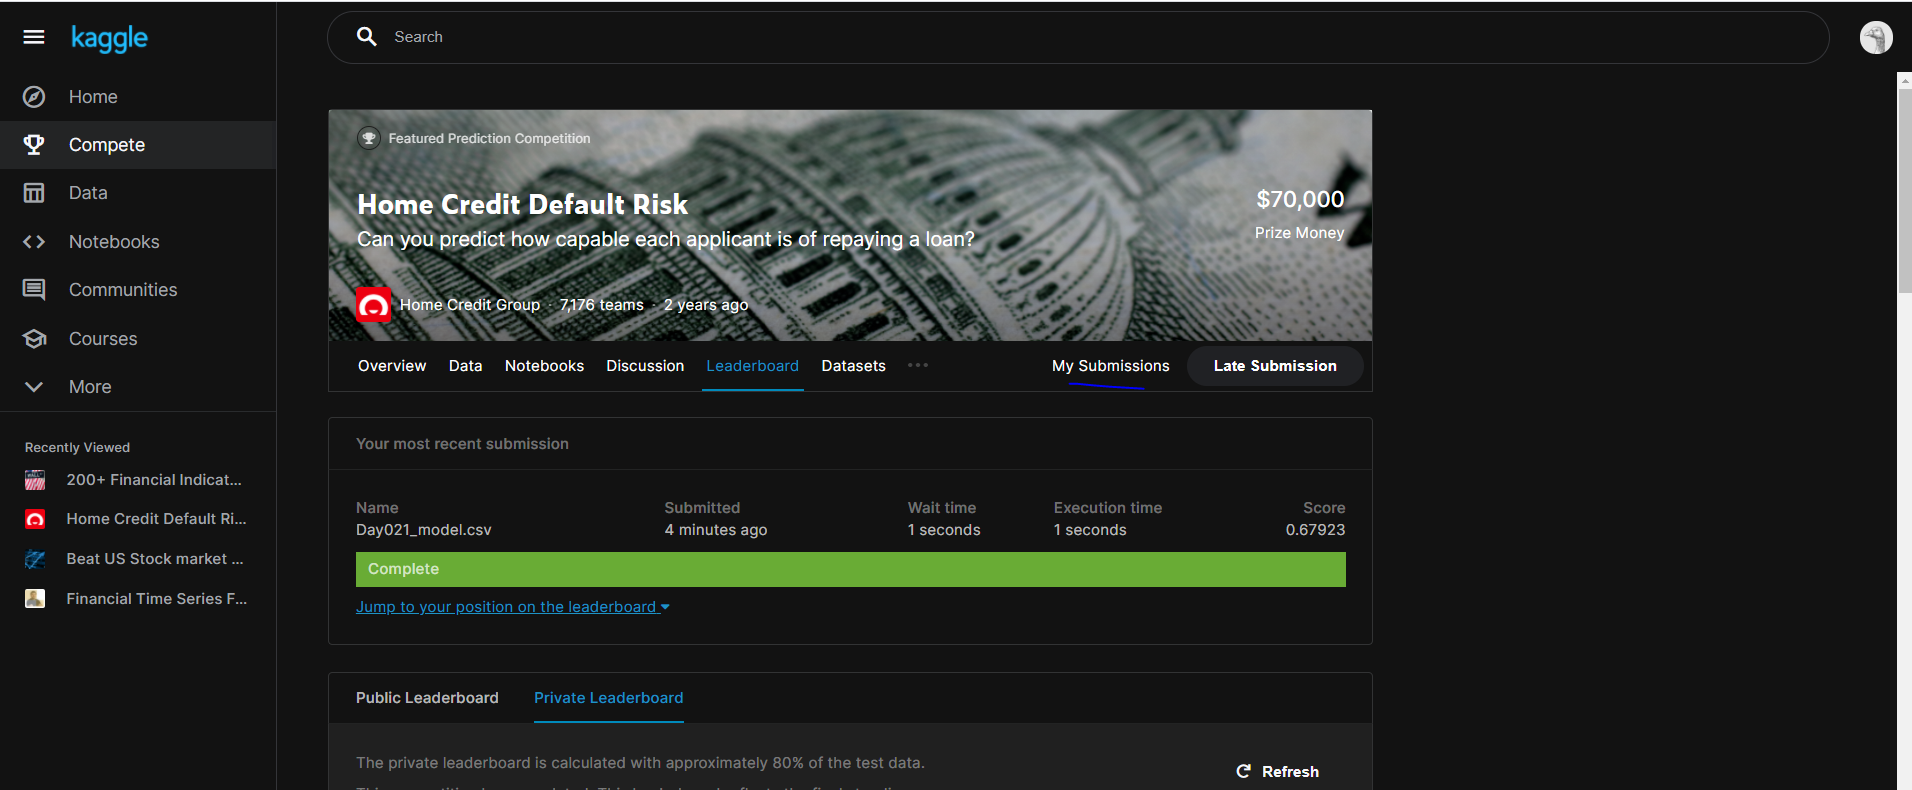 kaggle
Search
Home
Compete
Data
Notebooks
Communities
Courses
More
Recently Viewed
200+ Financial Indicat...
Home Credit Default Ri...
Beat US Stock market ...
Financial Time Series F...
Featured Prediction Competition
Home Credit Default Risk
Can you predict how capable each applicant is of repaying a loan?
$70,000
Prize Money
Home Credit Group · 7,176 teams · 2 years ago
Overview Data Notebooks Discussion Leaderboard Datasets ... My Submissions Late Submission
Your most recent submission
Name Submitted Wait time Execution time Score
Day021_model.csv 4 minutes ago 1 seconds 1 seconds 0.67923
Complete
Jump to your position on the leaderboard
Public Leaderboard Private Leaderboard
The private leaderboard is calculated with approximately 80% of the test data.
Refresh